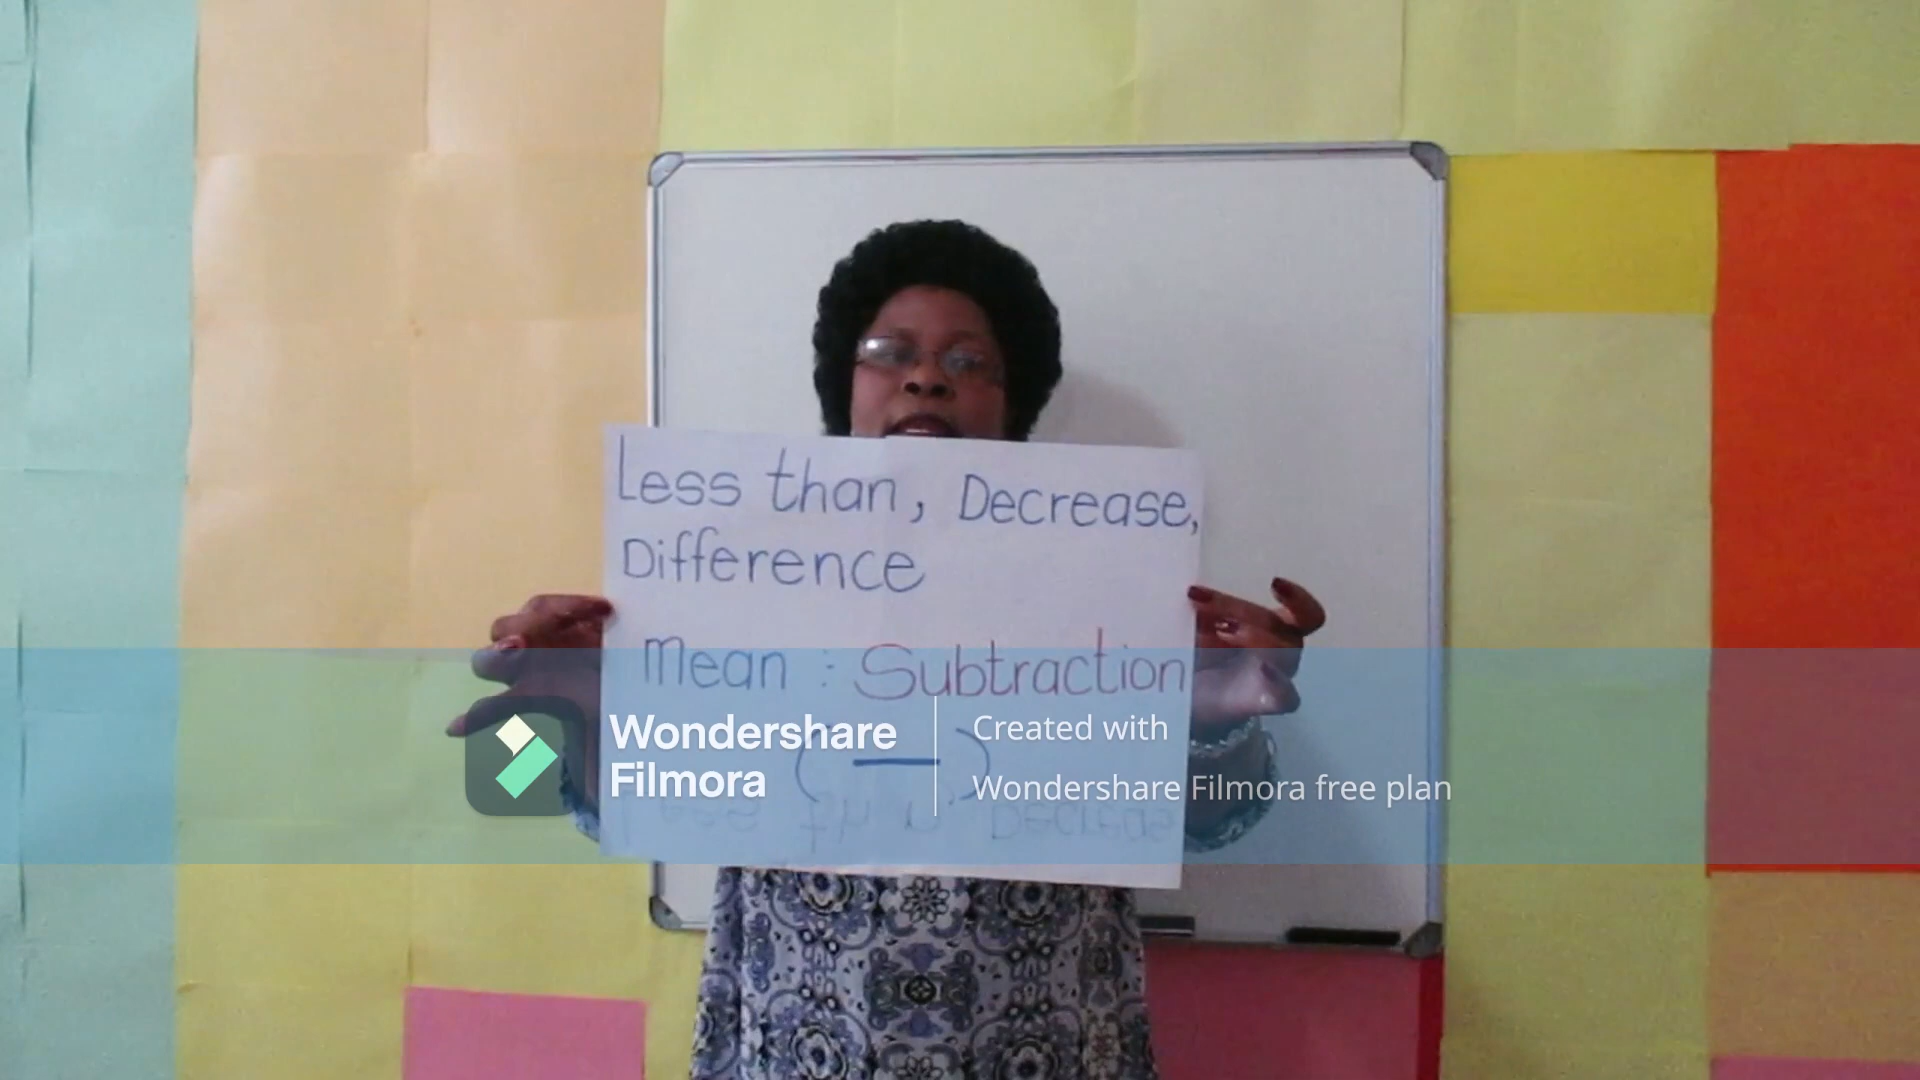 Less than, Decrease,
Difference
Mean : Subtraction
( — )
Wondershare
Filmora
Created with
Wondershare Filmora free plan